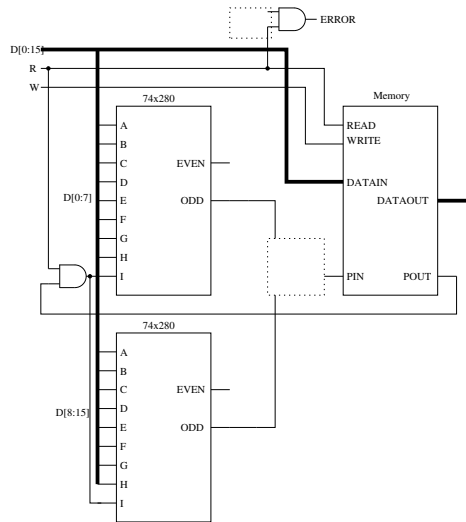 ERROR
D[0:15]
R
W
74x280
Memory
A
B
C
D
E
F
G
H
I
EVEN
ODD
D[0:7]
READ
WRITE
DATAIN
DATAOUT
PIN
POUT
74x280
A
B
C
D
E
F
G
H
I
EVEN
ODD
D[8:15]